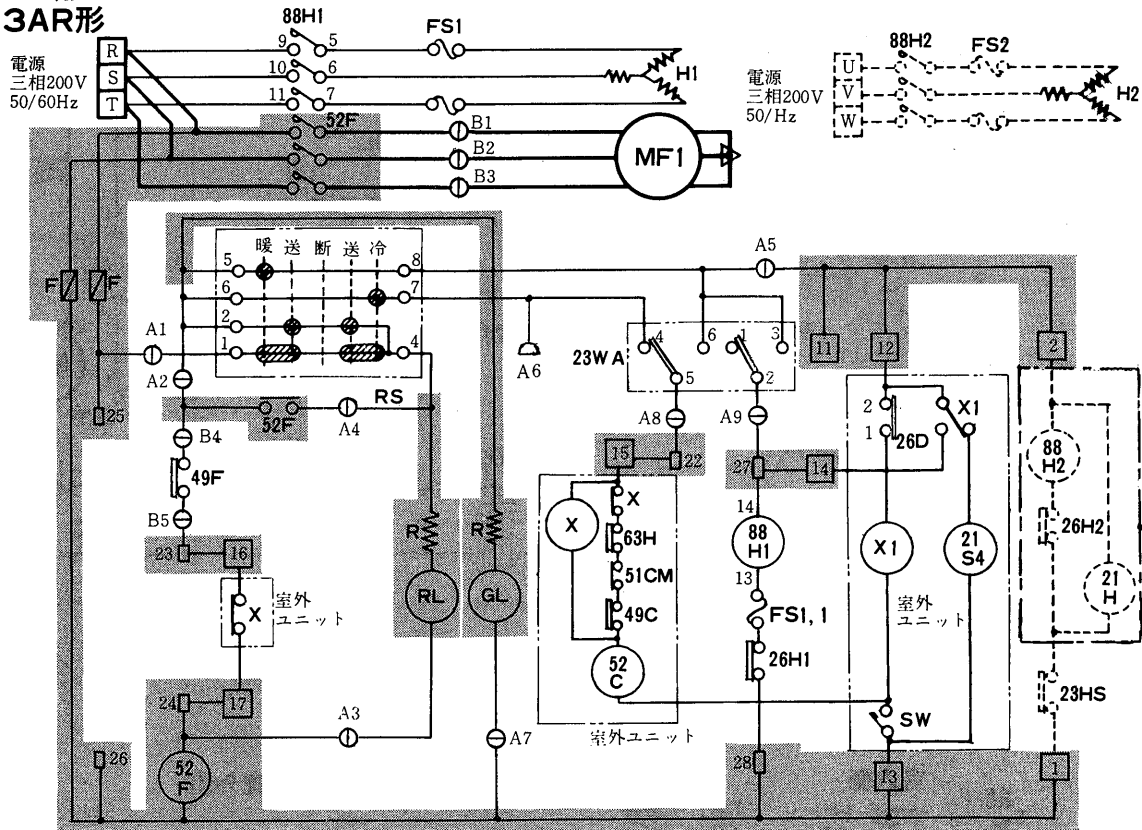 3AR形
88H1
FS1
9
5
10
6
11
7
R
S
T
電源
三相200V
50/60Hz
H1
52F
B1
B2
B3
MF1
電源
三相200V
50/Hz
U
V
W
88H2
FS2
H2
暖 送 断 送 冷
5
8
6
7
2
1
4
F
F
A1
A2
25
RS
52F
A4
B4
49F
B5
23
16
X
室外
ユニット
24
17
A3
26
52
F
R
RL
R
GL
A7
A5
A6
23WA
4
6
1
3
5
2
A8
A9
15
22
27
14
X
X
63H
51CM
49C
52
C
室外ユニット
14
88
H1
13
FS1,1
26H1
28
11
12
2
2
1
26D
X1
X1
21
S4
室外
ユニット
SW
13
88
H2
26H2
21
H
23HS
1